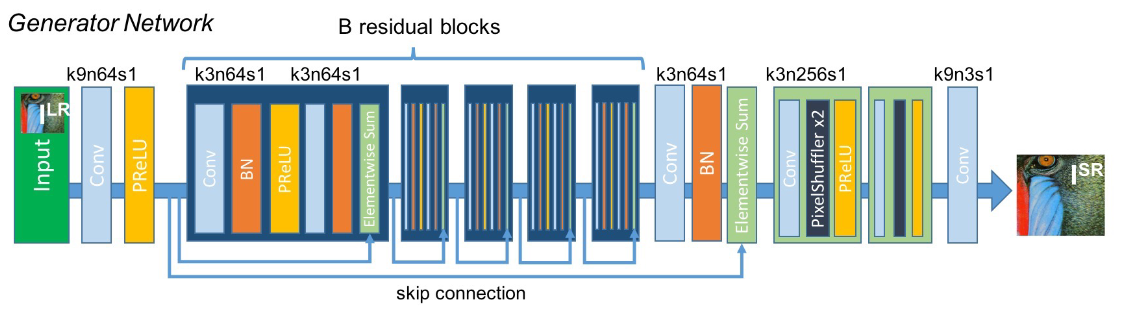 Generator Network
B residual blocks
k9n64s1
k3n64s1
k3n64s1
k3n64s1
k3n256s1
k9n3s1
Input
I^LR
Conv
PReLU
Conv
BN
PReLU
Elementwise Sum
Conv
BN
Elementwise Sum
Conv
PixelShuffler x2
PReLU
Conv
I^SR
skip connection